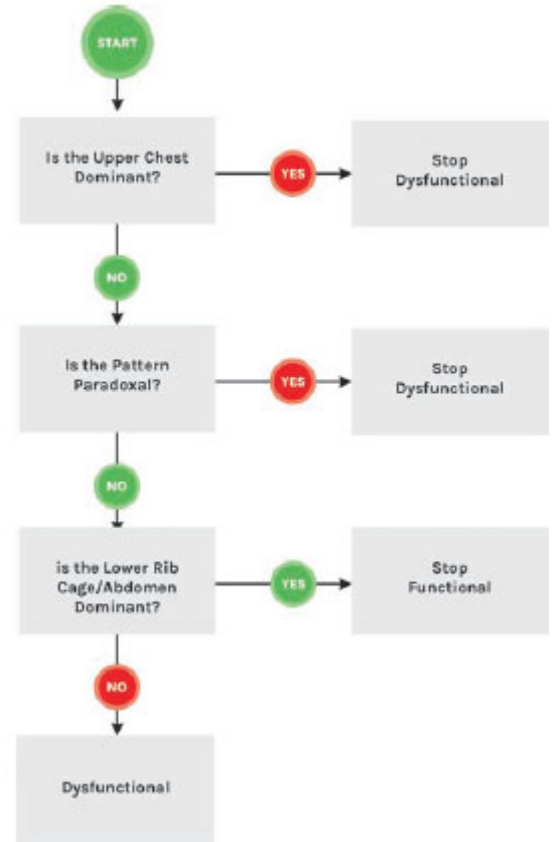 START
Is the Upper Chest
Dominant?
YES
Stop
Dysfunctional
NO
Is the Pattern
Paradoxal?
YES
Stop
Dysfunctional
NO
is the Lower Rib
Cage/Abdomen
Dominant?
YES
Stop
Functional
NO
Dysfunctional